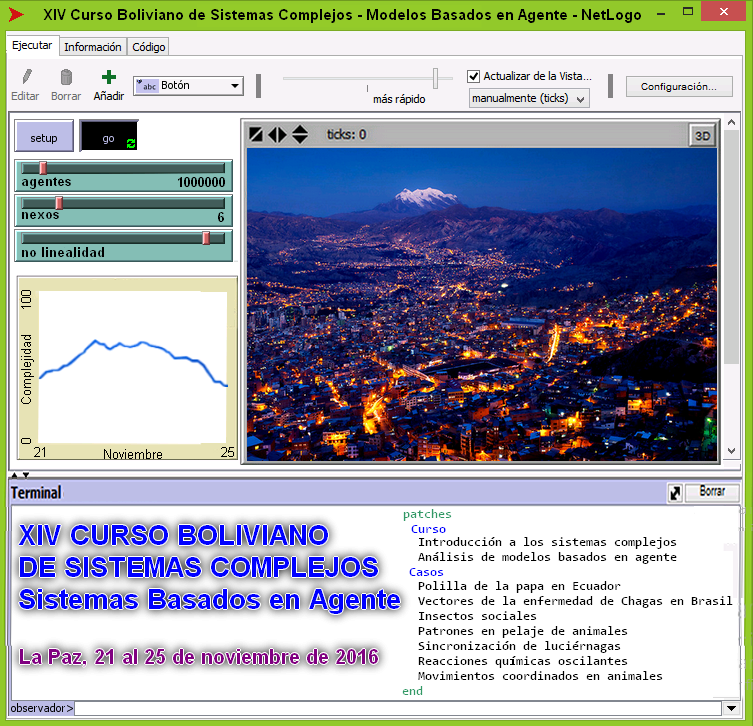 XIV Curso Boliviano de Sistemas Complejos - Modelos Basados en Agente - NetLogo
Ejecutar Información Código
Editar Borrar Añadir
abc Botón
más rápido
Actualizar de la Vista...
manualmente (ticks)
Configuración...
setup go
agentes 1000000
nexos 6
no linealidad
ticks: 0
3D
100
Complejidad
0
21 Noviembre 25
Terminal
Borrar
XIV CURSO BOLIVIANO
DE SISTEMAS COMPLEJOS
Sistemas Basados en Agente
La Paz, 21 al 25 de noviembre de 2016
patches
Curso
Introducción a los sistemas complejos
Análisis de modelos basados en agente
Casos
Polilla de la papa en Ecuador
Vectores de la enfermedad de Chagas en Brasil
Insectos sociales
Patrones en pelaje de animales
Sincronización de luciérnagas
Reacciones químicas oscilantes
Movimientos coordinados en animales
end
observador>